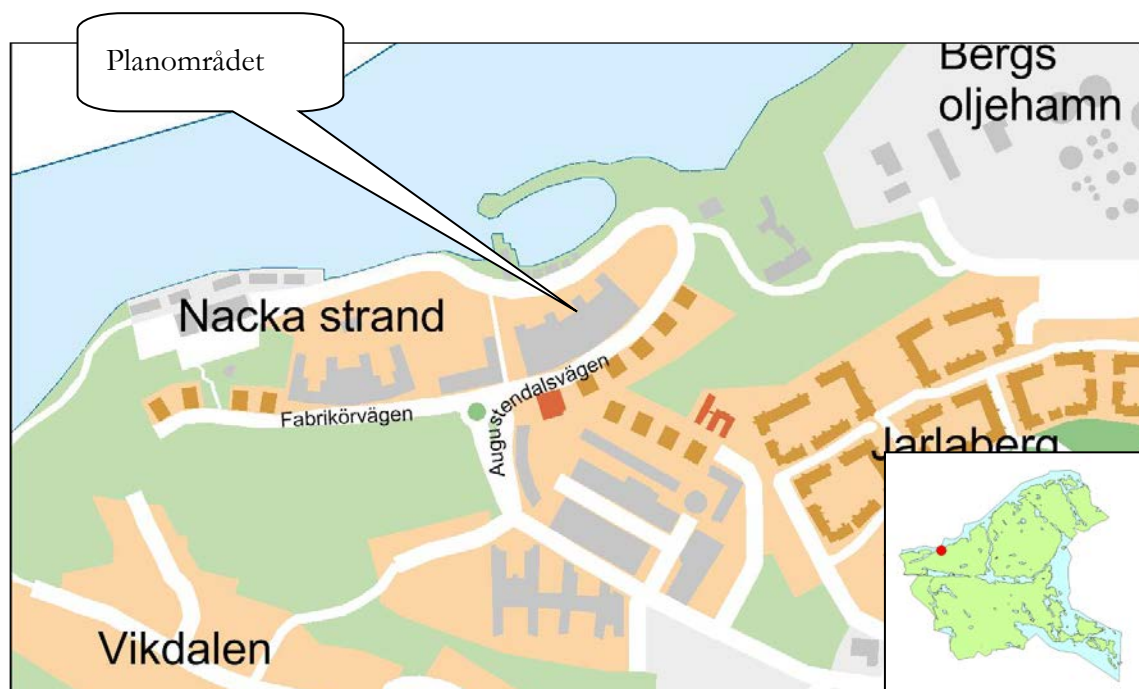 Planområdet
Bergs
oljehamn
Nacka strand
Augustendalsvägen
Fabrikörvägen
Jarlaberg
Vikdalen